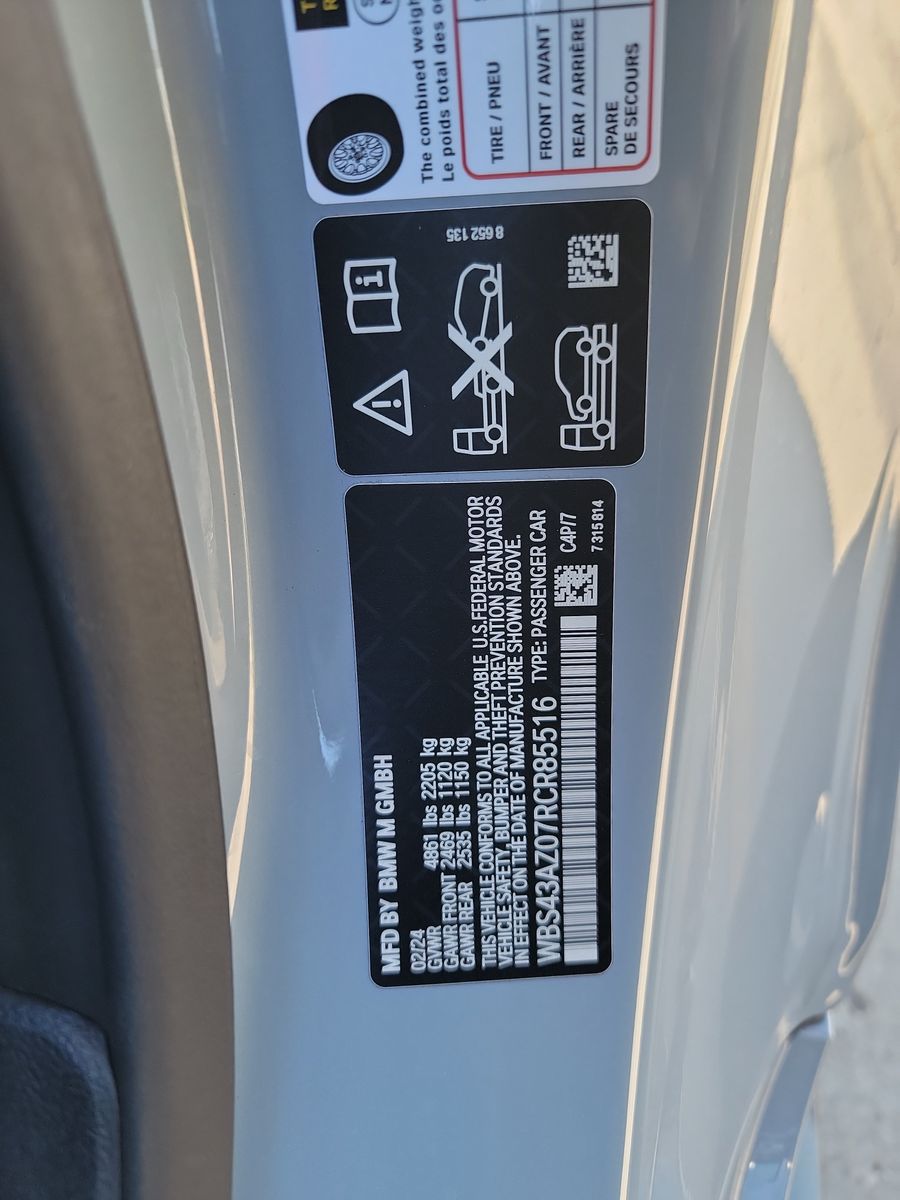 MFD BY BMW M GMBH
02/24
GVWR 4861 lbs 2205 kg
GAWR FRONT 2469 lbs 1120 kg
GAWR REAR 2535 lbs 1150 kg
THIS VEHICLE CONFORMS TO ALL APPLICABLE U.S.FEDERAL MOTOR
VEHICLE SAFETY, BUMPER AND THEFT PREVENTION STANDARDS
IN EFFECT ON THE DATE OF MANUFACTURE SHOWN ABOVE.
WBS43AZ07RCR85516 TYPE: PASSENGER CAR
C4P/7
7 315 814
8 652 135
The combined weigh
Le poids total des oc
TIRE / PNEU
FRONT / AVANT
REAR / ARRIÈRE
SPARE
DE SECOURS